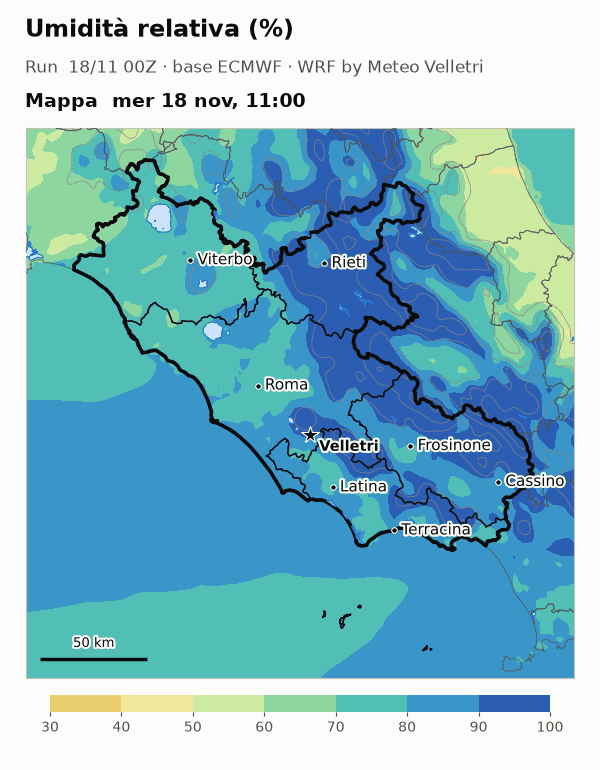 Umidità relativa (%)
Run  18/11 00Z · base ECMWF · WRF by Meteo Velletri
Mappa  mer 18 nov, 11:00
Viterbo
Rieti
Roma
Velletri
Frosinone
Cassino
Latina
Terracina
50 km
30 40 50 60 70 80 90 100